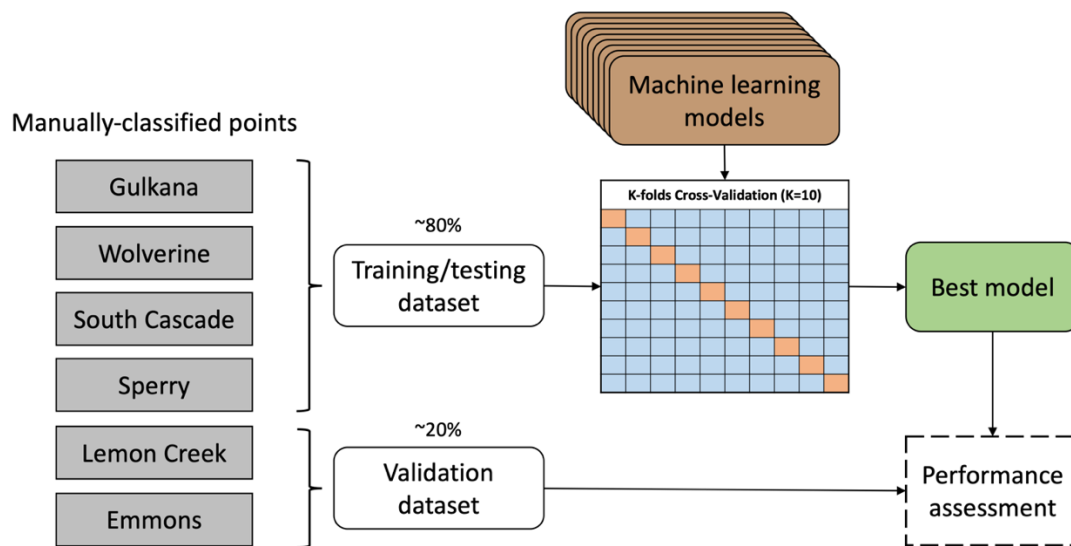 Machine learning
models
Manually-classified points
Gulkana
Wolverine
South Cascade
Sperry
Lemon Creek
Emmons
~80%
Training/testing
dataset
~20%
Validation
dataset
K-folds Cross-Validation (K=10)
Best model
Performance
assessment